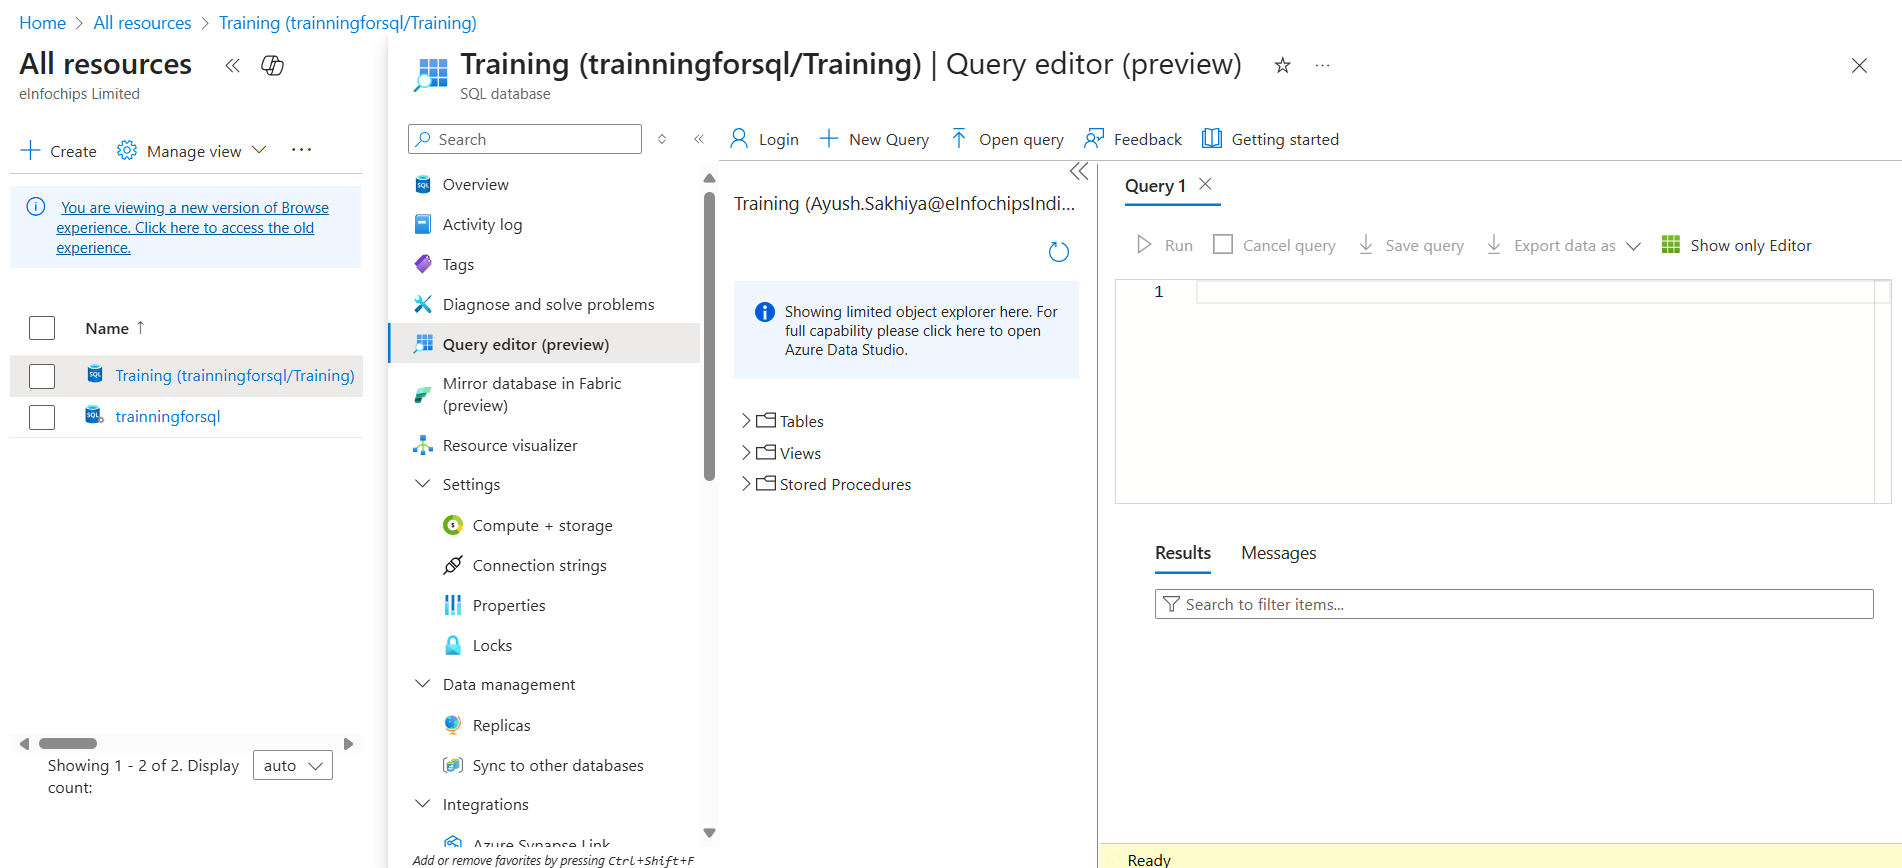 Home > All resources > Training (trainningforsql/Training)
All resources
eInfochips Limited
Create Manage view ···
You are viewing a new version of Browse
experience. Click here to access the old
experience.
Name ↑
Training (trainningforsql/Training)
trainningforsql
Showing 1 - 2 of 2. Display
count:
auto
Training (trainningforsql/Training) | Query editor (preview)
SQL database
Search
Overview
Activity log
Tags
Diagnose and solve problems
Query editor (preview)
Mirror database in Fabric
(preview)
Resource visualizer
Settings
Compute + storage
Connection strings
Properties
Locks
Data management
Replicas
Sync to other databases
Integrations
Azure Synapse Link
Add or remove favorites by pressing Ctrl+Shift+F
Login New Query Open query Feedback Getting started
Training (Ayush.Sakhiya@eInfochipsIndi...
Showing limited object explorer here. For
full capability please click here to open
Azure Data Studio.
Tables
Views
Stored Procedures
Query 1
Run Cancel query Save query Export data as Show only Editor
1
Results Messages
Search to filter items...
Ready